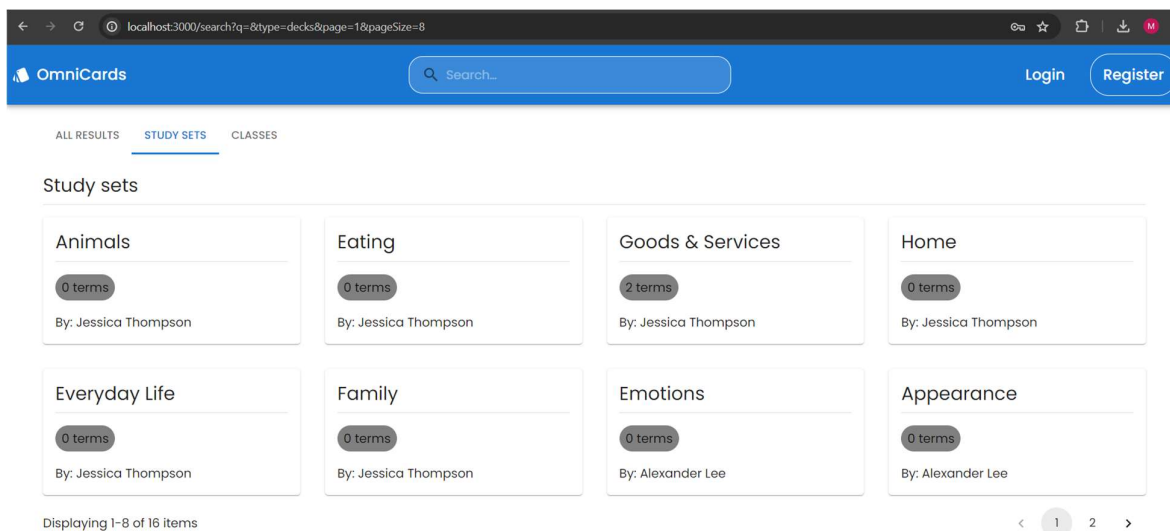 localhost:3000/search?q=&type=decks&page=1&pageSize=8
M
OmniCards
Search...
Login
Register
ALL RESULTS STUDY SETS CLASSES
Study sets
Animals
0 terms
By: Jessica Thompson
Eating
0 terms
By: Jessica Thompson
Goods & Services
2 terms
By: Jessica Thompson
Home
0 terms
By: Jessica Thompson
Everyday Life
0 terms
By: Jessica Thompson
Family
0 terms
By: Jessica Thompson
Emotions
0 terms
By: Alexander Lee
Appearance
0 terms
By: Alexander Lee
Displaying 1-8 of 16 items
1 2